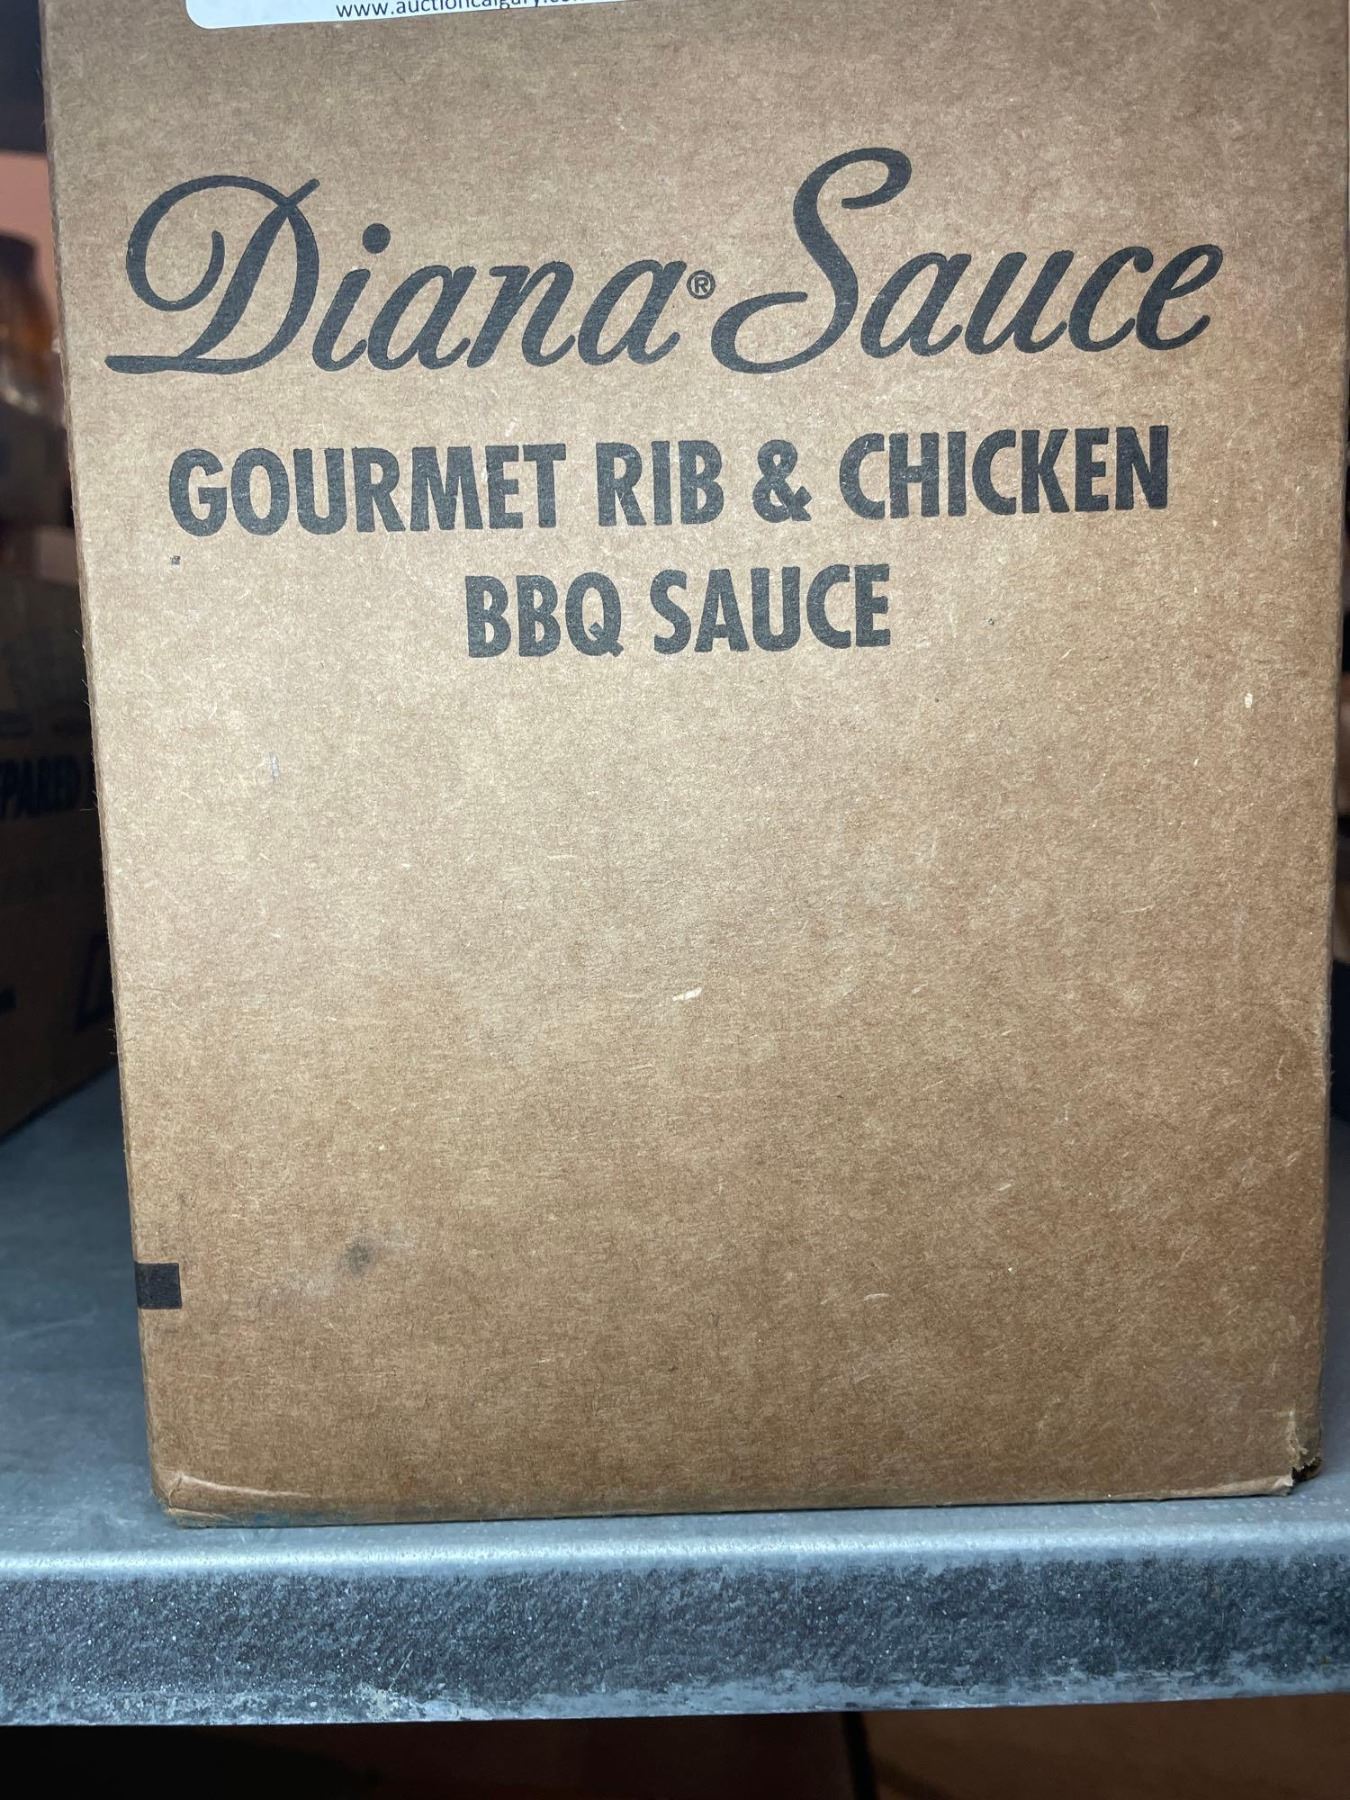 Diana® Sauce
GOURMET RIB & CHICKEN
BBQ SAUCE